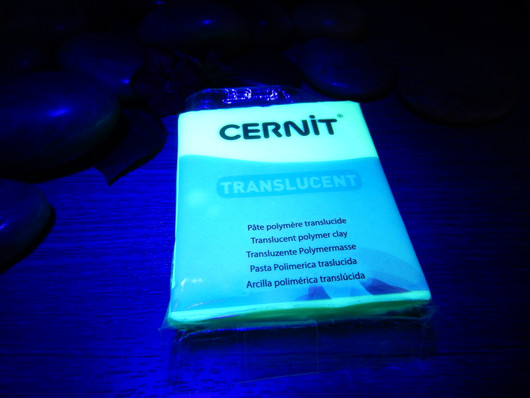 CERNiT®
TRANSLUCENT
Pâte polymère translucide
Translucent polymer clay
Transluzente Polymermasse
Pasta Polimerica traslucida
Arcilla polimérica translúcida